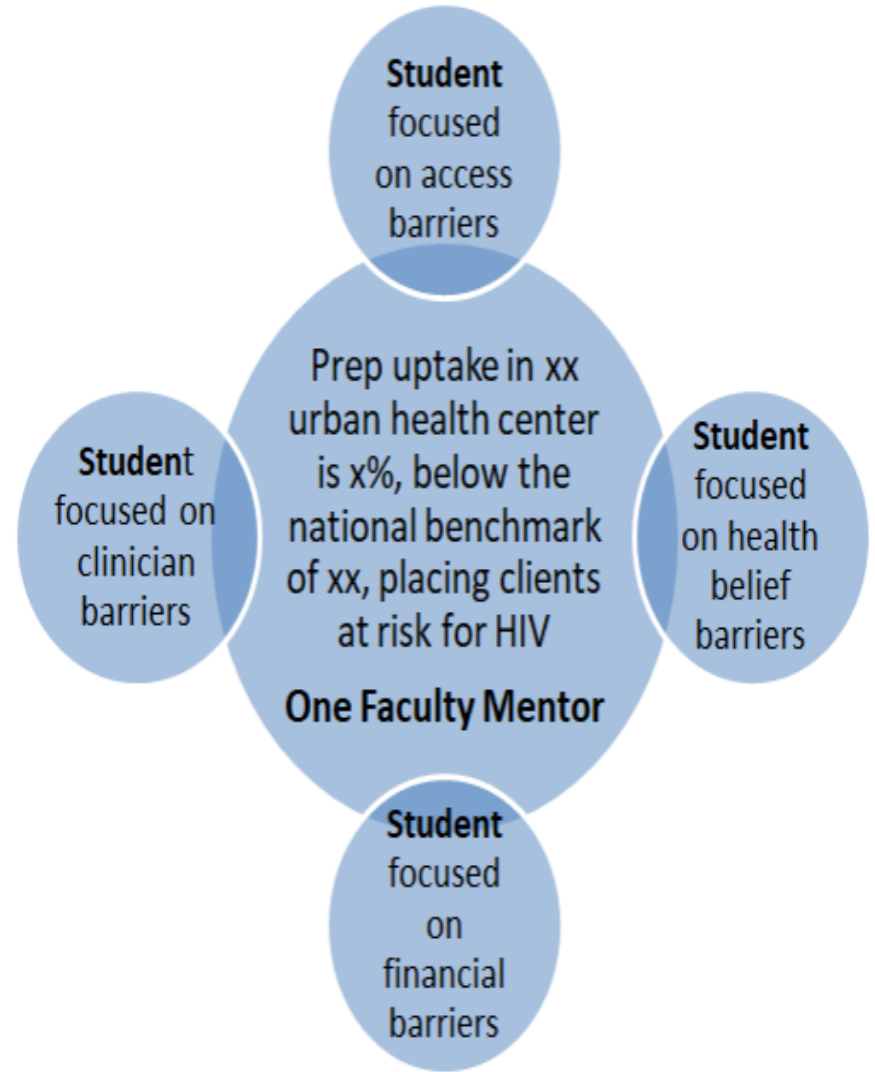 Student
focused
on access
barriers
Prep uptake in xx
urban health center
is x%, below the
national benchmark
of xx, placing clients
at risk for HIV
One Faculty Mentor
Student
focused on
clinician
barriers
Student
focused
on health
belief
barriers
Student
focused
on
financial
barriers